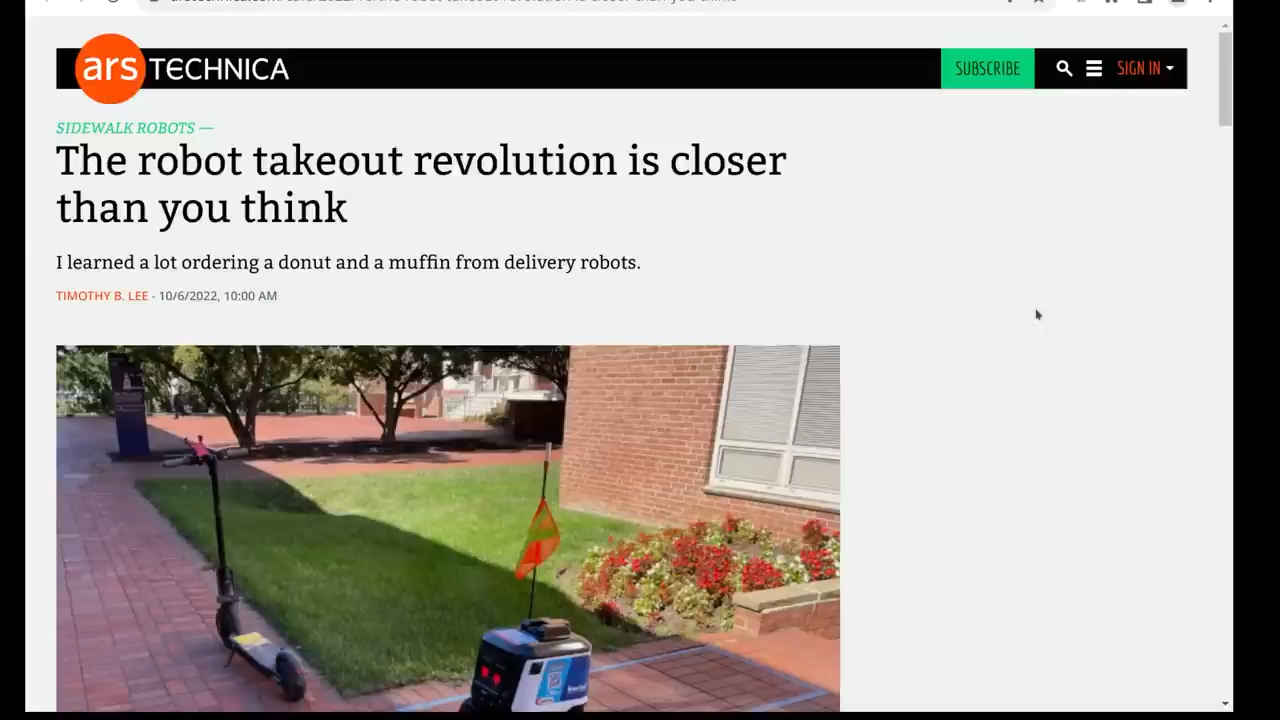 ars TECHNICA
SUBSCRIBE
SIGN IN
SIDEWALK ROBOTS —
The robot takeout revolution is closer
than you think
I learned a lot ordering a donut and a muffin from delivery robots.
TIMOTHY B. LEE - 10/6/2022, 10:00 AM